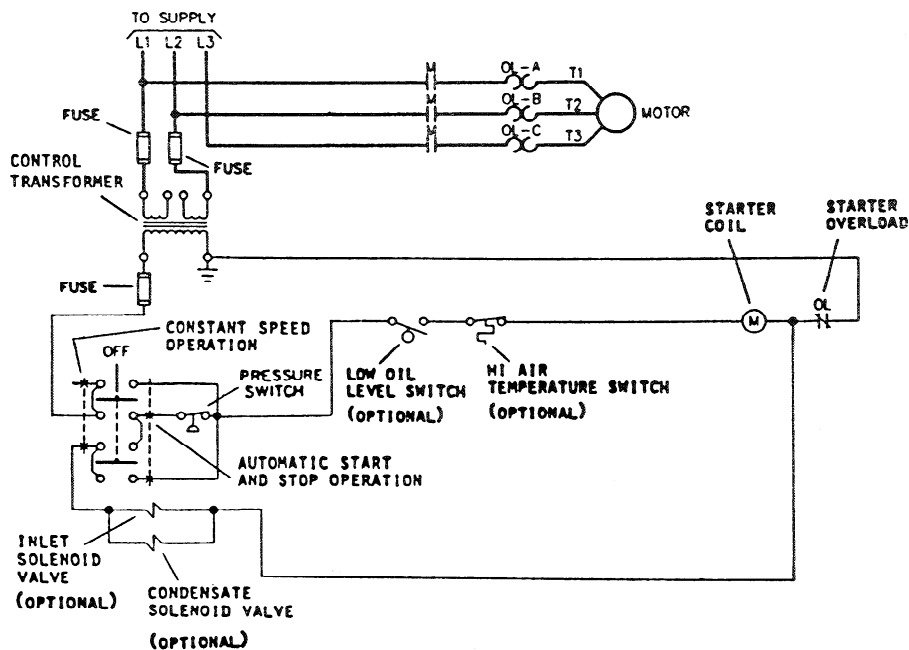 TO SUPPLY
L1 L2 L3
M
OL-A
T1
M
OL-B
T2
MOTOR
M
OL-C
T3
FUSE
FUSE
CONTROL
TRANSFORMER
STARTER
COIL
STARTER
OVERLOAD
FUSE
M
OL
CONSTANT SPEED
OPERATION
OFF
PRESSURE
SWITCH
LOW OIL
LEVEL SWITCH
(OPTIONAL)
HI AIR
TEMPERATURE SWITCH
(OPTIONAL)
AUTOMATIC START
AND STOP OPERATION
INLET
SOLENOID
VALVE
(OPTIONAL)
CONDENSATE
SOLENOID VALVE
(OPTIONAL)